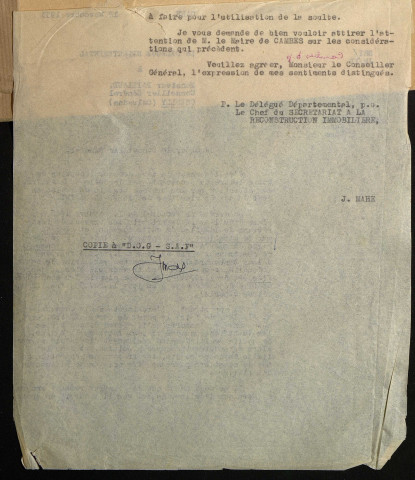 à faire pour l'utilisation de la soulte.
Je vous demande de bien vouloir attirer l'at-
tention de M. le Maire de CAMBES sur les considéra-
tions qui précèdent.
Veuillez agréer, Monsieur le Conseiller
Général, l'expression de mes sentiments distingués.
P. Le Délégué Départemental, p.o.
Le Chef du SECRETARIAT A LA
RECONSTRUCTION IMMOBILIERE,
J. MAHE
COPIE à "D.O.G - S.A.F"